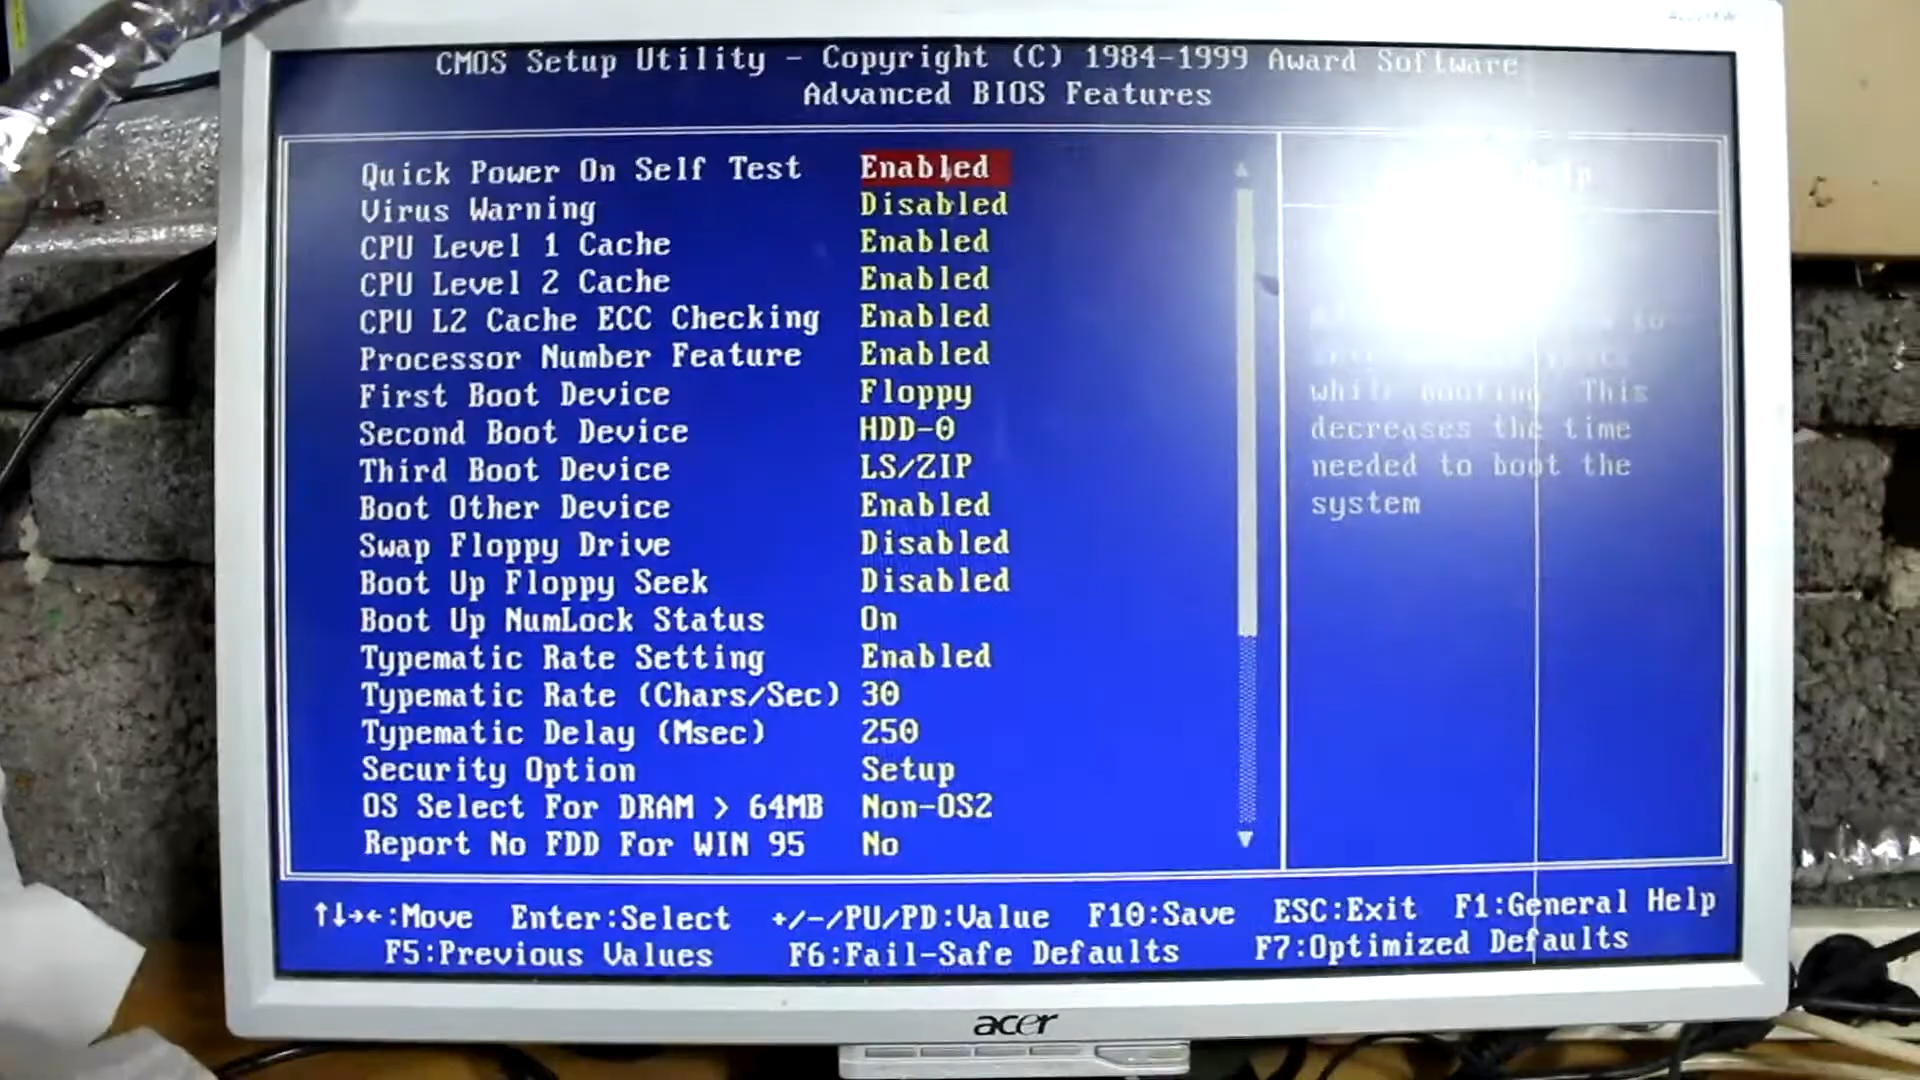 CMOS Setup Utility - Copyright (C) 1984-1999 Award Software
Advanced BIOS Features
Quick Power On Self Test Enabled
Virus Warning Disabled
CPU Level 1 Cache Enabled
CPU Level 2 Cache Enabled
CPU L2 Cache ECC Checking Enabled
Processor Number Feature Enabled
First Boot Device Floppy
Second Boot Device HDD-0
Third Boot Device LS/ZIP
Boot Other Device Enabled
Swap Floppy Drive Disabled
Boot Up Floppy Seek Disabled
Boot Up NumLock Status On
Typematic Rate Setting Enabled
Typematic Rate (Chars/Sec) 30
Typematic Delay (Msec) 250
Security Option Setup
OS Select For DRAM > 64MB Non-OS2
Report No FDD For WIN 95 No
Help
to
while booting. This
decreases the time
needed to boot the
system
↑↓→←:Move Enter:Select +/-/PU/PD:Value F10:Save ESC:Exit F1:General Help
F5:Previous Values F6:Fail-Safe Defaults F7:Optimized Defaults
acer